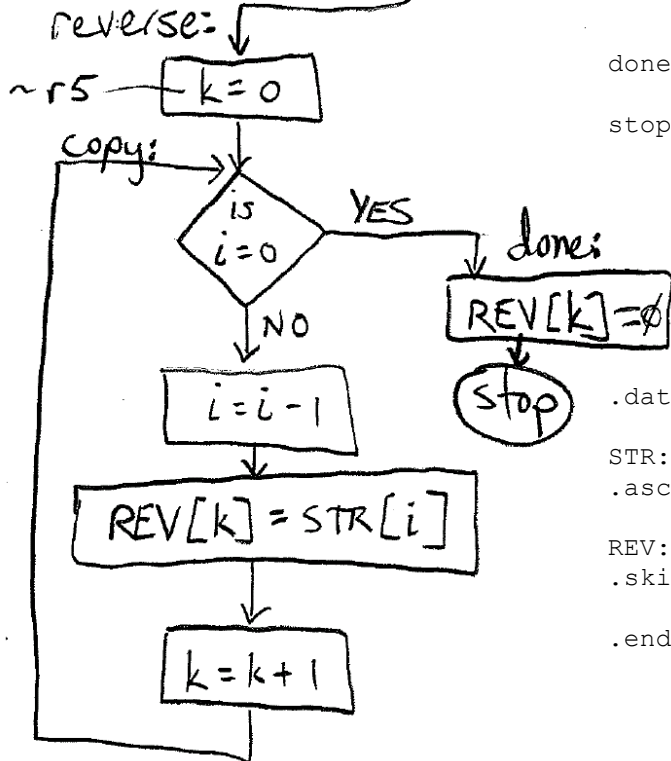 reverse:
~r5
k=0
copy:
is
i=0
YES
NO
done:
REV[k]=ø
stop
i=i-1
REV[k]=STR[i]
k=k+1
done
stop
.dat
STR:
.asc
REV:
.ski
.end